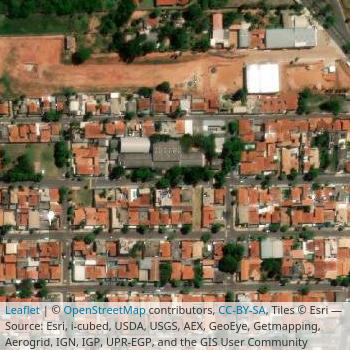 Leaflet | © OpenStreetMap contributors, CC-BY-SA, Tiles © Esri —
Source: Esri, i-cubed, USDA, USGS, AEX, GeoEye, Getmapping,
Aerogrid, IGN, IGP, UPR-EGP, and the GIS User Community